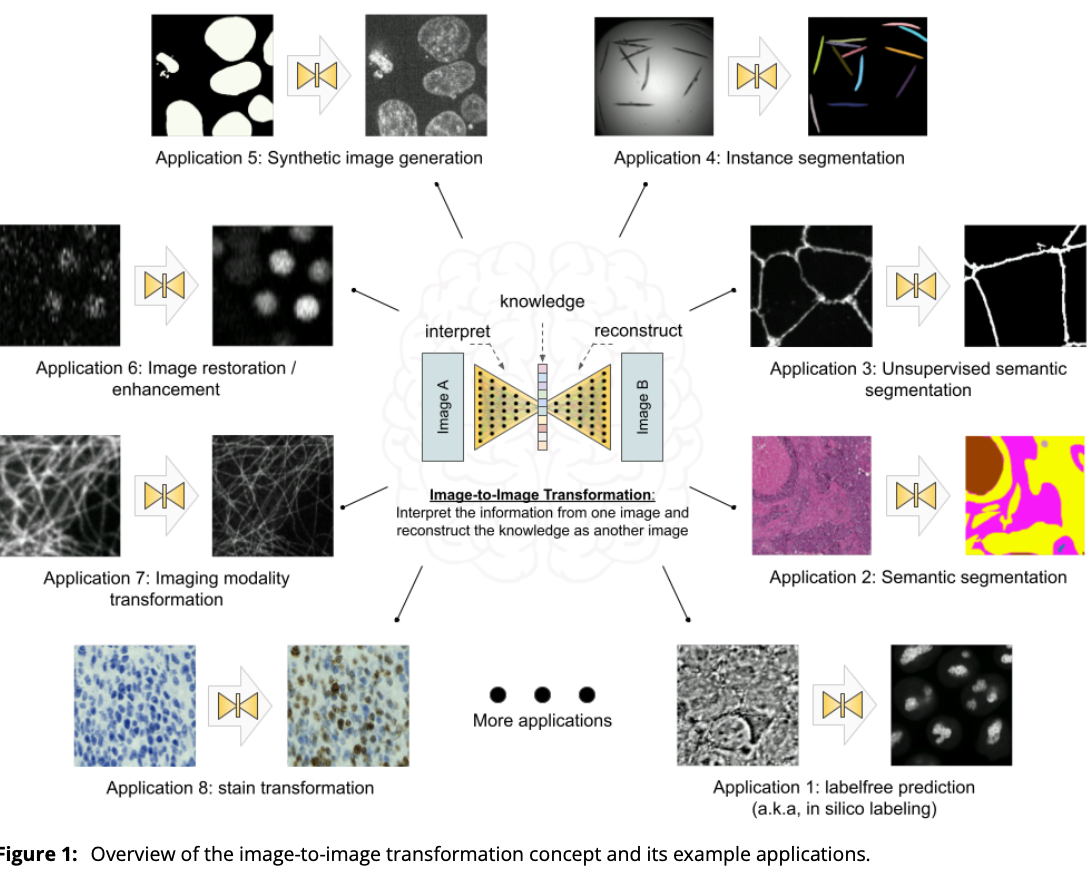 Application 5: Synthetic image generation
Application 4: Instance segmentation
Application 6: Image restoration /
enhancement
knowledge
interpret
reconstruct
Image A
Image B
Application 3: Unsupervised semantic
segmentation
Image-to-Image Transformation:
Interpret the information from one image and
reconstruct the knowledge as another image
Application 7: Imaging modality
transformation
Application 2: Semantic segmentation
More applications
Application 8: stain transformation
Application 1: labelfree prediction
(a.k.a, in silico labeling)
Figure 1: Overview of the image-to-image transformation concept and its example applications.